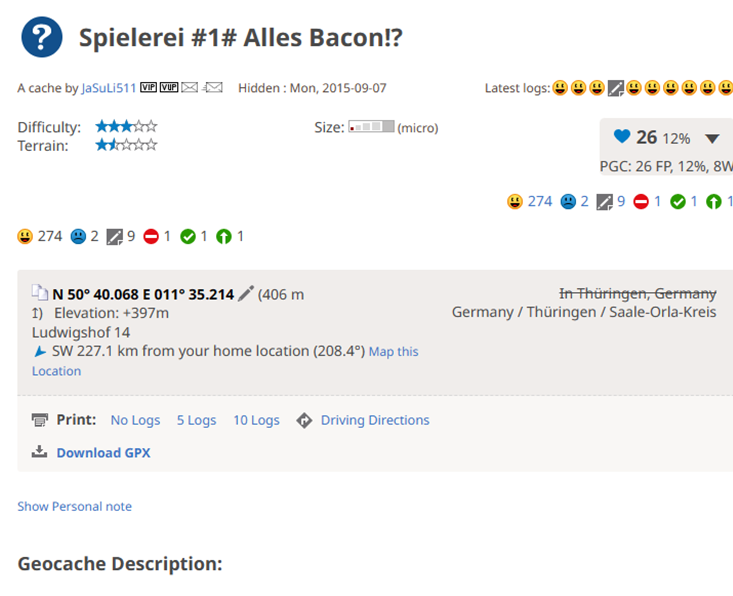 Spielerei #1# Alles Bacon!?
A cache by JaSuLi511 VIP VUP Hidden : Mon, 2015-09-07 Latest logs:
Difficulty: Size: (micro)
Terrain:
26 12%
PGC: 26 FP, 12%, 8W
274 2 9 1 1 1
274 2 9 1 1 1
N 50° 40.068 E 011° 35.214 (406 m
In Thüringen, Germany
↥) Elevation: +397m
Germany / Thüringen / Saale-Orla-Kreis
Ludwigshof 14
SW 227.1 km from your home location (208.4°) Map this
Location
Print: No Logs 5 Logs 10 Logs Driving Directions
Download GPX
Show Personal note
Geocache Description: